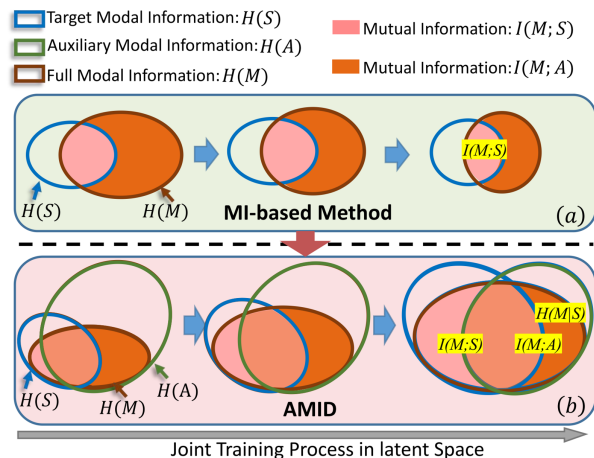 Target Modal Information: H(S)
Auxiliary Modal Information: H(A)
Full Modal Information: H(M)
Mutual Information: I(M; S)
Mutual Information: I(M; A)
I(M;S)
H(S)
H(M)
MI-based Method
(a)
H(M|S)
I(M;S)
I(M;A)
H(S)
H(M)
H(A)
AMID
(b)
Joint Training Process in latent Space